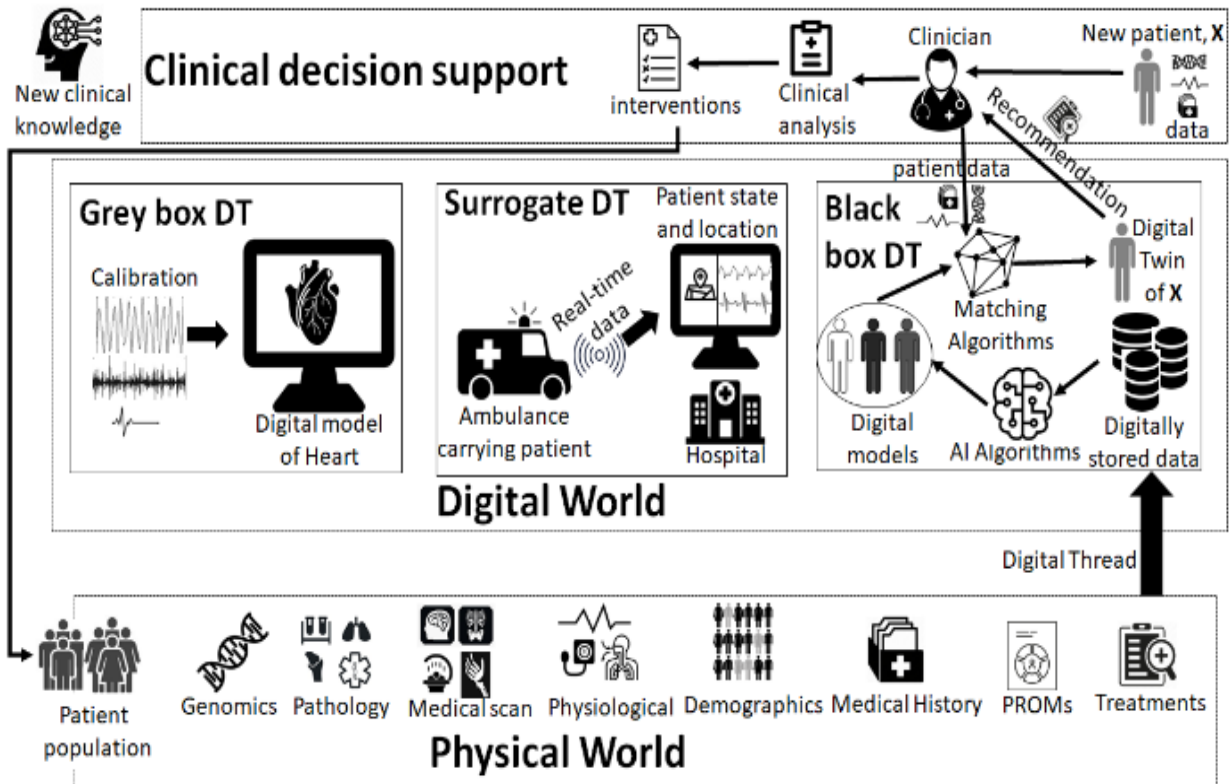 New clinical
knowledge
Clinical decision support
interventions
Clinical
analysis
Clinician
New patient, X
data
Recommendation
patient data
Grey box DT
Calibration
Digital model
of Heart
Surrogate DT
Patient state
and location
Real-time
data
Ambulance
carrying patient
Hospital
Black
box DT
Matching
Algorithms
Digital
Twin
of X
Digital
models
AI Algorithms
Digitally
stored data
Digital World
Digital Thread
Patient
population
Genomics
Pathology
Medical scan
Physiological
Demographics
Medical History
PROMs
Treatments
Physical World